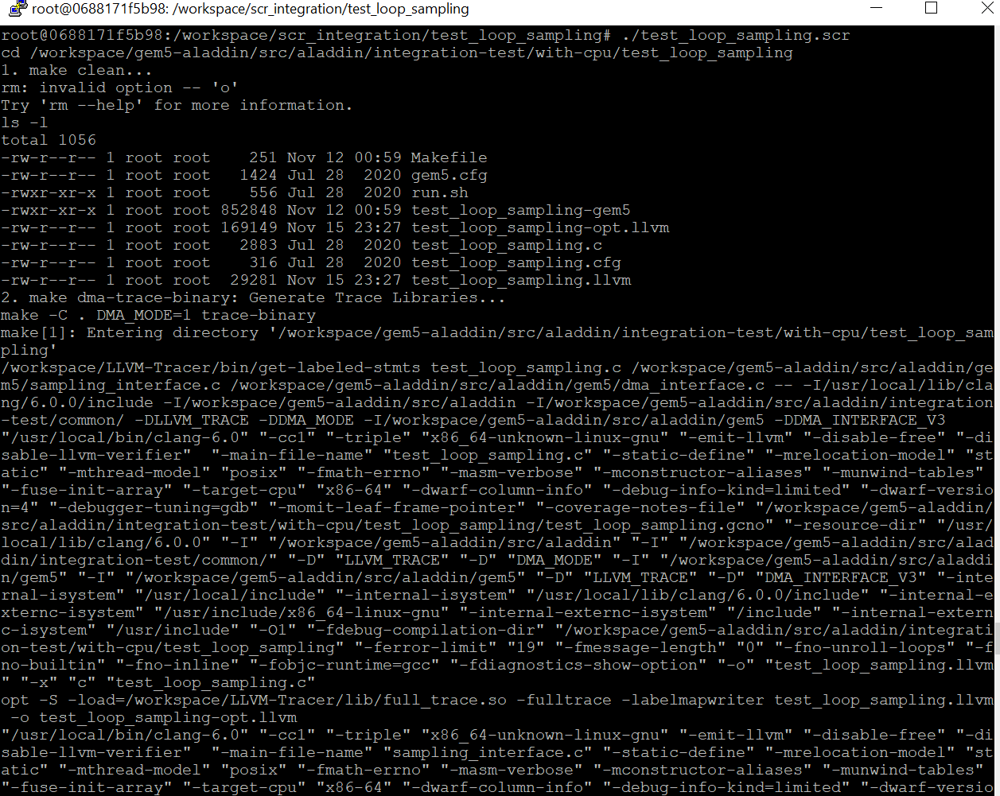 root@0688171f5b98: /workspace/scr_integration/test_loop_sampling
root@0688171f5b98:/workspace/scr_integration/test_loop_sampling# ./test_loop_sampling.scr
cd /workspace/gem5-aladdin/src/aladdin/integration-test/with-cpu/test_loop_sampling
1. make clean...
rm: invalid option -- 'o'
Try 'rm --help' for more information.
ls -l
total 1056
-rw-r--r-- 1 root root    251 Nov 12 00:59 Makefile
-rw-r--r-- 1 root root   1424 Jul 28  2020 gem5.cfg
-rwxr-xr-x 1 root root    556 Jul 28  2020 run.sh
-rwxr-xr-x 1 root root 852848 Nov 12 00:59 test_loop_sampling-gem5
-rw-r--r-- 1 root root 169149 Nov 15 23:27 test_loop_sampling-opt.llvm
-rw-r--r-- 1 root root   2883 Jul 28  2020 test_loop_sampling.c
-rw-r--r-- 1 root root    316 Jul 28  2020 test_loop_sampling.cfg
-rw-r--r-- 1 root root  29281 Nov 15 23:27 test_loop_sampling.llvm
2. make dma-trace-binary: Generate Trace Libraries...
make -C . DMA_MODE=1 trace-binary
make[1]: Entering directory '/workspace/gem5-aladdin/src/aladdin/integration-test/with-cpu/test_loop_sam
pling'
/workspace/LLVM-Tracer/bin/get-labeled-stmts test_loop_sampling.c /workspace/gem5-aladdin/src/aladdin/ge
m5/sampling_interface.c /workspace/gem5-aladdin/src/aladdin/gem5/dma_interface.c -- -I/usr/local/lib/cla
ng/6.0.0/include -I/workspace/gem5-aladdin/src/aladdin -I/workspace/gem5-aladdin/src/aladdin/integration
-test/common/ -DLLVM_TRACE -DDMA_MODE -I/workspace/gem5-aladdin/src/aladdin/gem5 -DDMA_INTERFACE_V3
"/usr/local/bin/clang-6.0" "-cc1" "-triple" "x86_64-unknown-linux-gnu" "-emit-llvm" "-disable-free" "-di
sable-llvm-verifier"  "-main-file-name" "test_loop_sampling.c" "-static-define" "-mrelocation-model" "st
atic" "-mthread-model" "posix" "-fmath-errno" "-masm-verbose" "-mconstructor-aliases" "-munwind-tables"
"-fuse-init-array" "-target-cpu" "x86-64" "-dwarf-column-info" "-debug-info-kind=limited" "-dwarf-versio
n=4" "-debugger-tuning=gdb" "-momit-leaf-frame-pointer" "-coverage-notes-file" "/workspace/gem5-aladdin/
src/aladdin/integration-test/with-cpu/test_loop_sampling/test_loop_sampling.gcno" "-resource-dir" "/usr/
local/lib/clang/6.0.0" "-I" "/workspace/gem5-aladdin/src/aladdin" "-I" "/workspace/gem5-aladdin/src/alad
din/integration-test/common/" "-D" "LLVM_TRACE" "-D" "DMA_MODE" "-I" "/workspace/gem5-aladdin/src/aladdi
n/gem5" "-I" "/workspace/gem5-aladdin/src/aladdin/gem5" "-D" "LLVM_TRACE" "-D" "DMA_INTERFACE_V3" "-inte
rnal-isystem" "/usr/local/include" "-internal-isystem" "/usr/local/lib/clang/6.0.0/include" "-internal-e
xternc-isystem" "/usr/include/x86_64-linux-gnu" "-internal-externc-isystem" "/include" "-internal-extern
c-isystem" "/usr/include" "-O1" "-fdebug-compilation-dir" "/workspace/gem5-aladdin/src/aladdin/integrati
on-test/with-cpu/test_loop_sampling" "-ferror-limit" "19" "-fmessage-length" "0" "-fno-unroll-loops" "-f
no-builtin" "-fno-inline" "-fobjc-runtime=gcc" "-fdiagnostics-show-option" "-o" "test_loop_sampling.llvm
" "-x" "c" "test_loop_sampling.c"
opt -S -load=/workspace/LLVM-Tracer/lib/full_trace.so -fulltrace -labelmapwriter test_loop_sampling.llvm
 -o test_loop_sampling-opt.llvm
"/usr/local/bin/clang-6.0" "-cc1" "-triple" "x86_64-unknown-linux-gnu" "-emit-llvm" "-disable-free" "-di
sable-llvm-verifier"  "-main-file-name" "sampling_interface.c" "-static-define" "-mrelocation-model" "st
atic" "-mthread-model" "posix" "-fmath-errno" "-masm-verbose" "-mconstructor-aliases" "-munwind-tables"
"-fuse-init-array" "-target-cpu" "x86-64" "-dwarf-column-info" "-debug-info-kind=limited" "-dwarf-versio